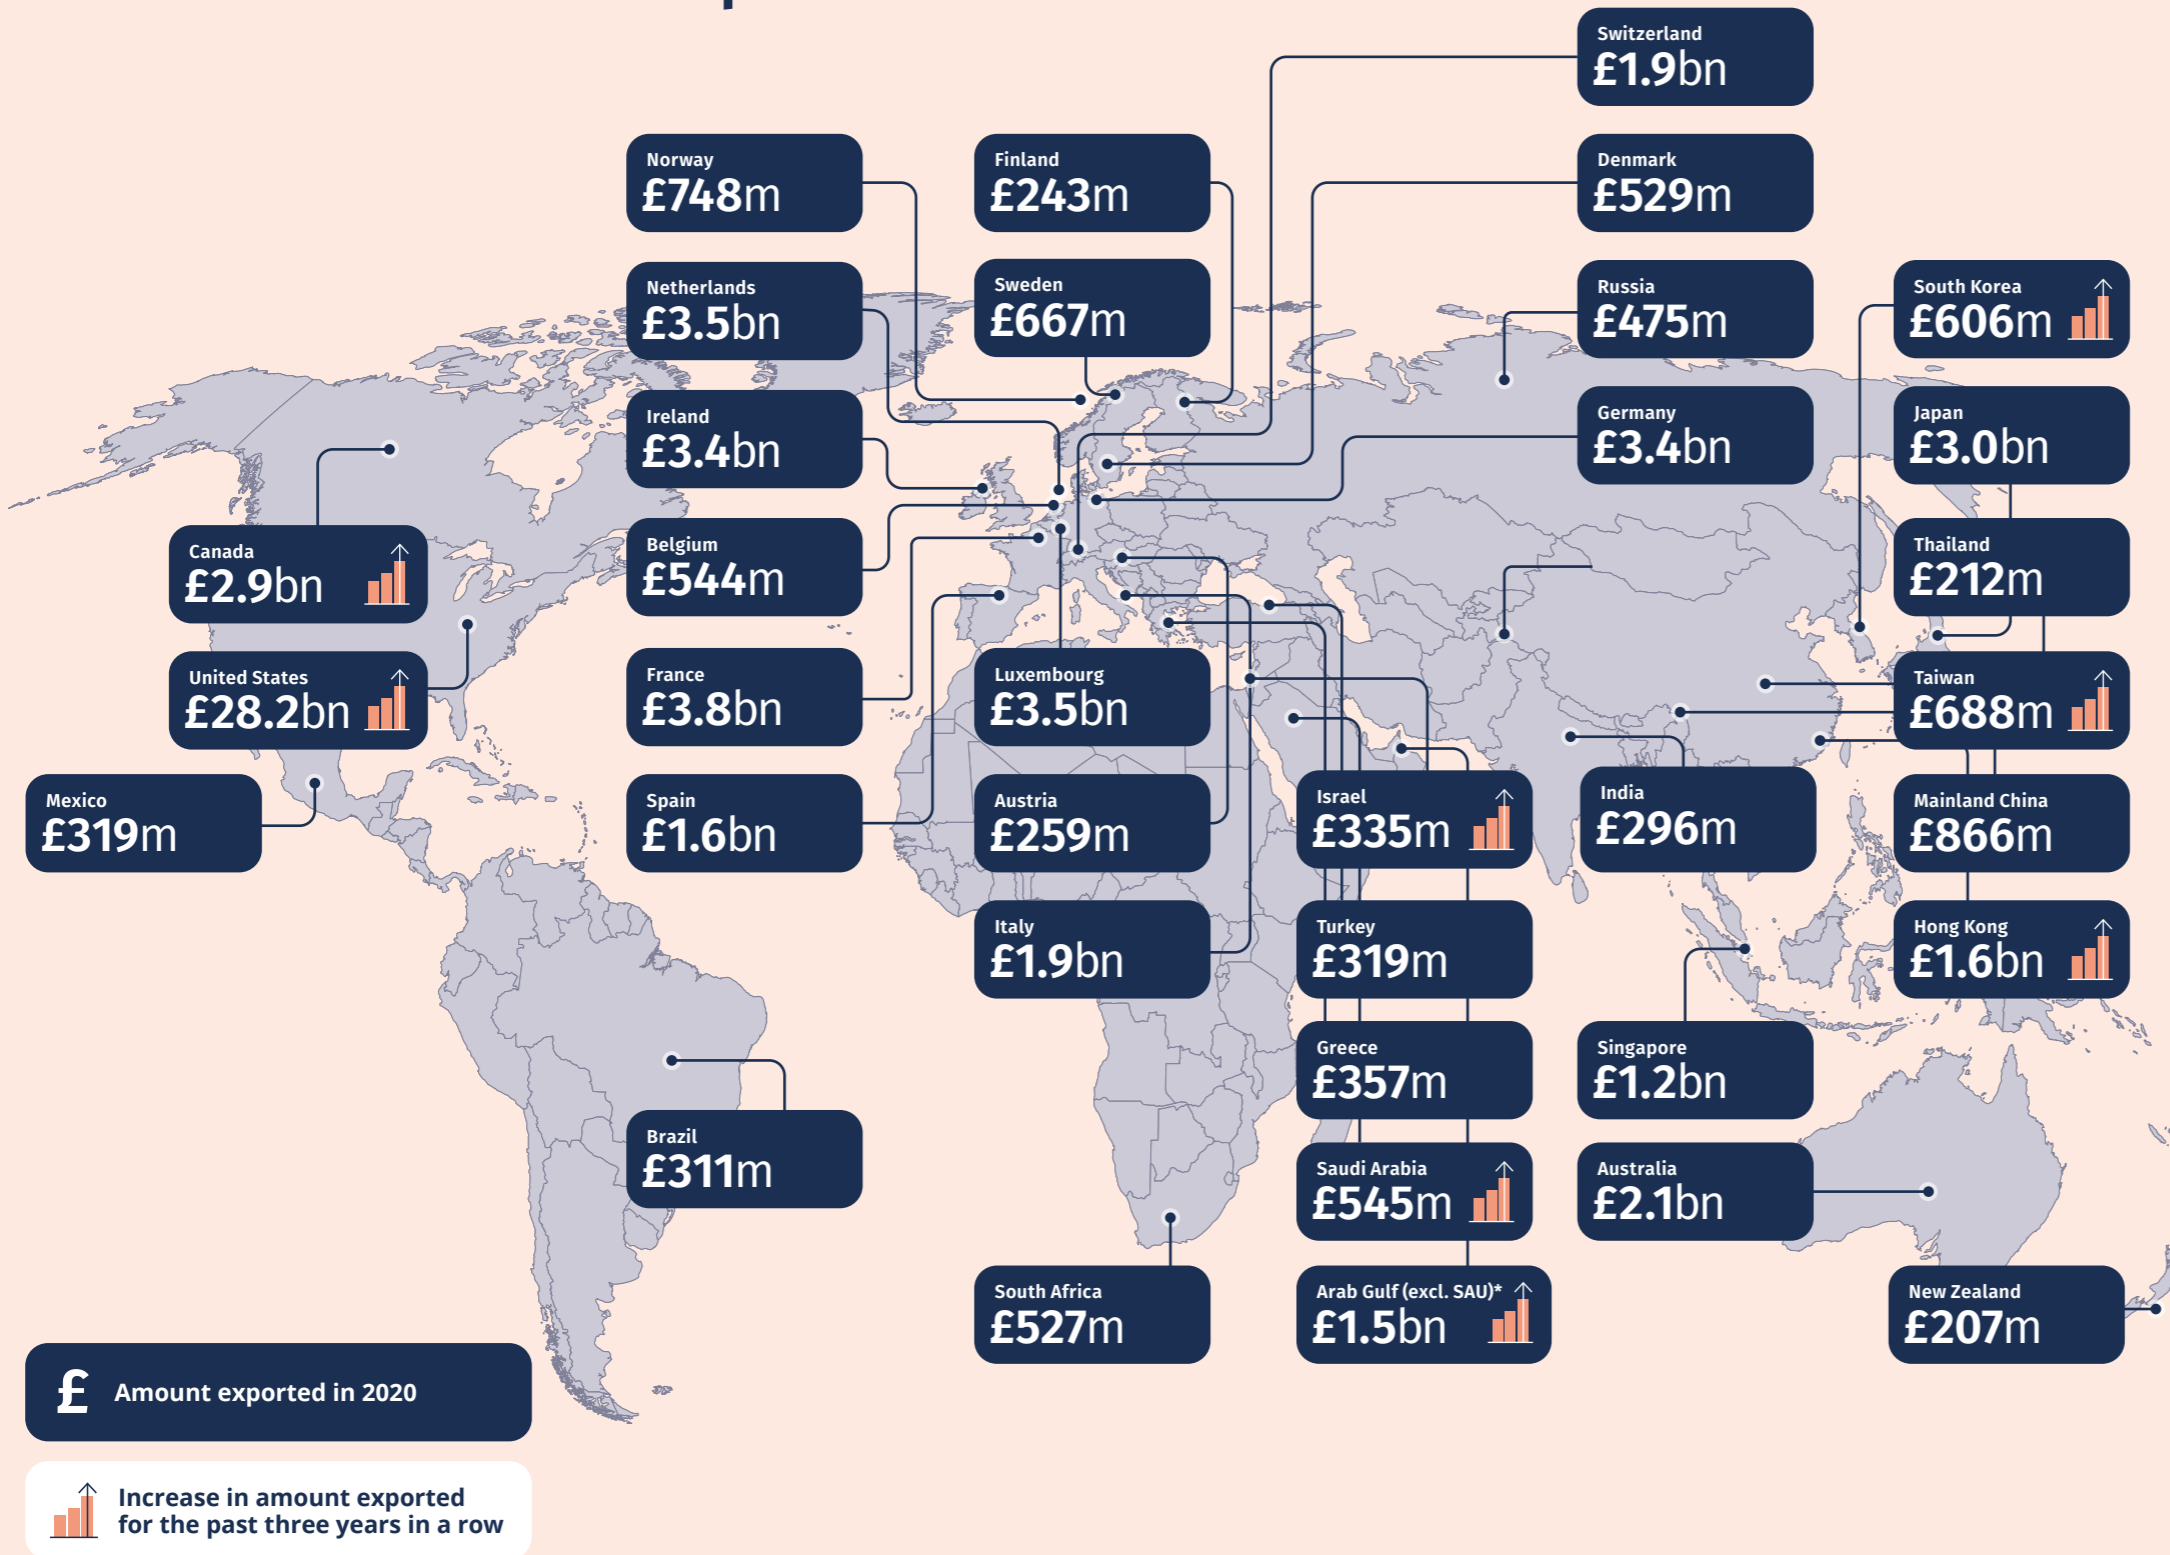 Switzerland
£1.9bn
Norway
£748m
Finland
£243m
Denmark
£529m
Netherlands
£3.5bn
Sweden
£667m
Russia
£475m
South Korea
£606m
Ireland
£3.4bn
Germany
£3.4bn
Japan
£3.0bn
Canada
£2.9bn
Belgium
£544m
Thailand
£212m
United States
£28.2bn
France
£3.8bn
Luxembourg
£3.5bn
Taiwan
£688m
Mexico
£319m
Spain
£1.6bn
Austria
£259m
Israel
£335m
India
£296m
Mainland China
£866m
Italy
£1.9bn
Turkey
£319m
Hong Kong
£1.6bn
Greece
£357m
Singapore
£1.2bn
Brazil
£311m
Saudi Arabia
£545m
Australia
£2.1bn
South Africa
£527m
Arab Gulf (excl. SAU)*
£1.5bn
New Zealand
£207m
£ Amount exported in 2020
Increase in amount exported
for the past three years in a row